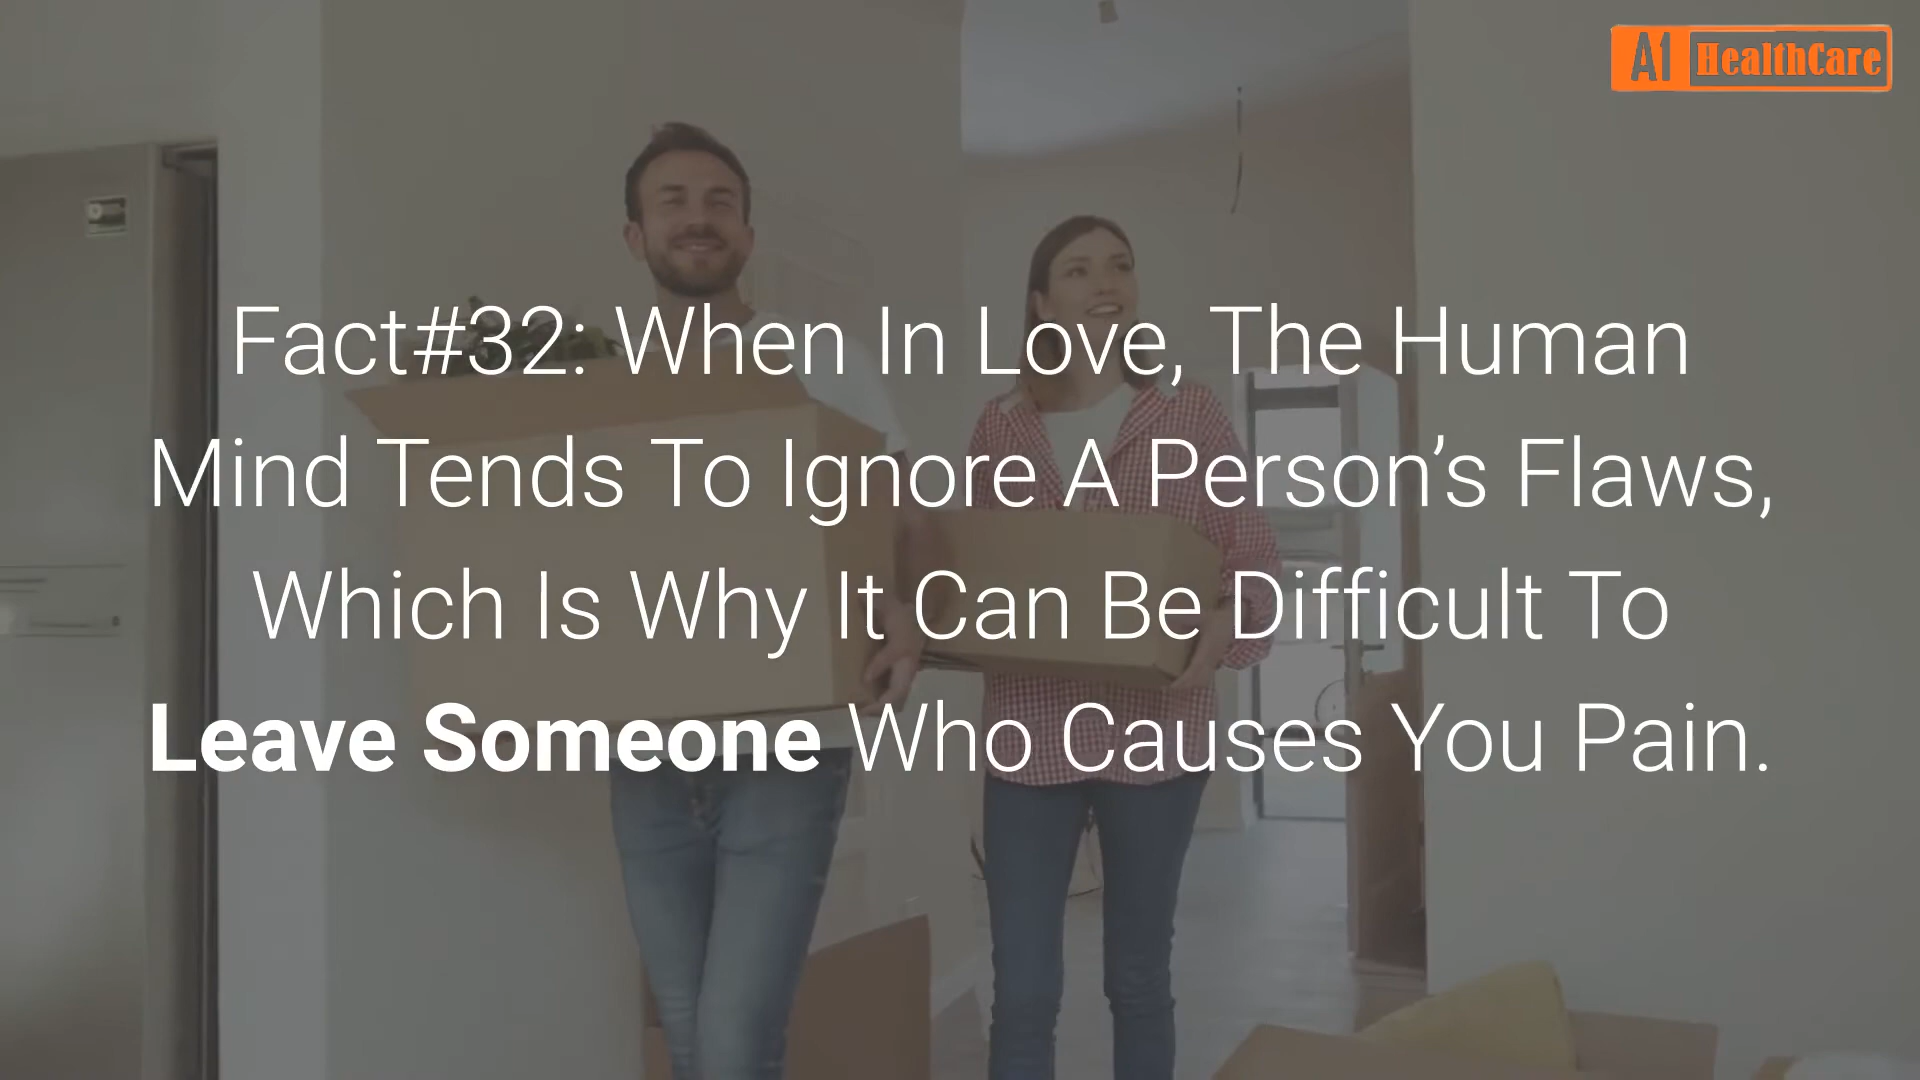 A1 HealthCare
Fact#32: When In Love, The Human
Mind Tends To Ignore A Person’s Flaws,
Which Is Why It Can Be Difficult To
Leave Someone Who Causes You Pain.